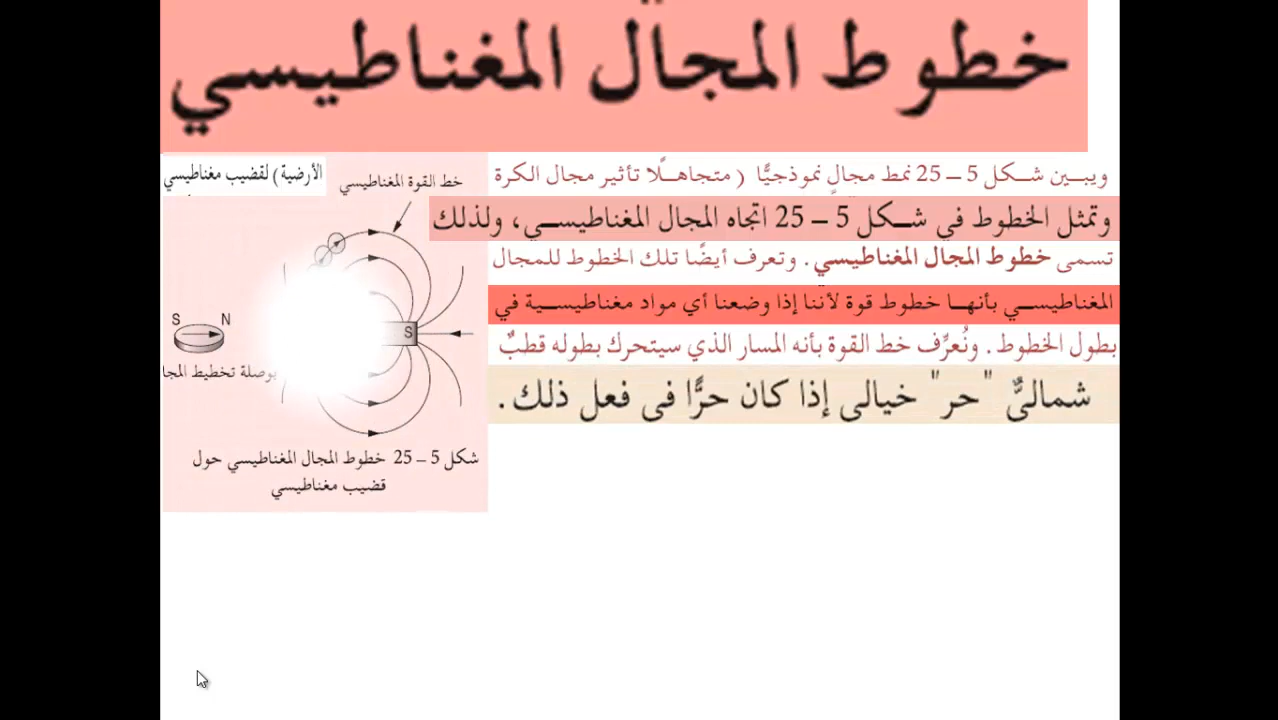 خطوط المجال المغناطيسي
ويبين شكل 5 – 25 نمط مجالٍ نموذجيًّا ( متجاهلًا تأثير مجال الكرة
الأرضية ) لقضيب مغناطيسي
وتمثل الخطوط في شكل 5 – 25 اتجاه المجال المغناطيسي، ولذلك
تسمى خطوط المجال المغناطيسي . وتعرف أيضًا تلك الخطوط للمجال
المغناطيسي بأنها خطوط قوة لأننا إذا وضعنا أي مواد مغناطيسية في
بطول الخطوط . ونُعرِّف خط القوة بأنه المسار الذي سيتحرك بطوله قطبٌ
شماليٌّ "حر" خيالى إذا كان حرًّا فى فعل ذلك .
خط القوة المغناطيسي
S
N
S
بوصلة تخطيط
شكل 5 – 25 خطوط المجال المغناطيسي حول
قضيب مغناطيسي